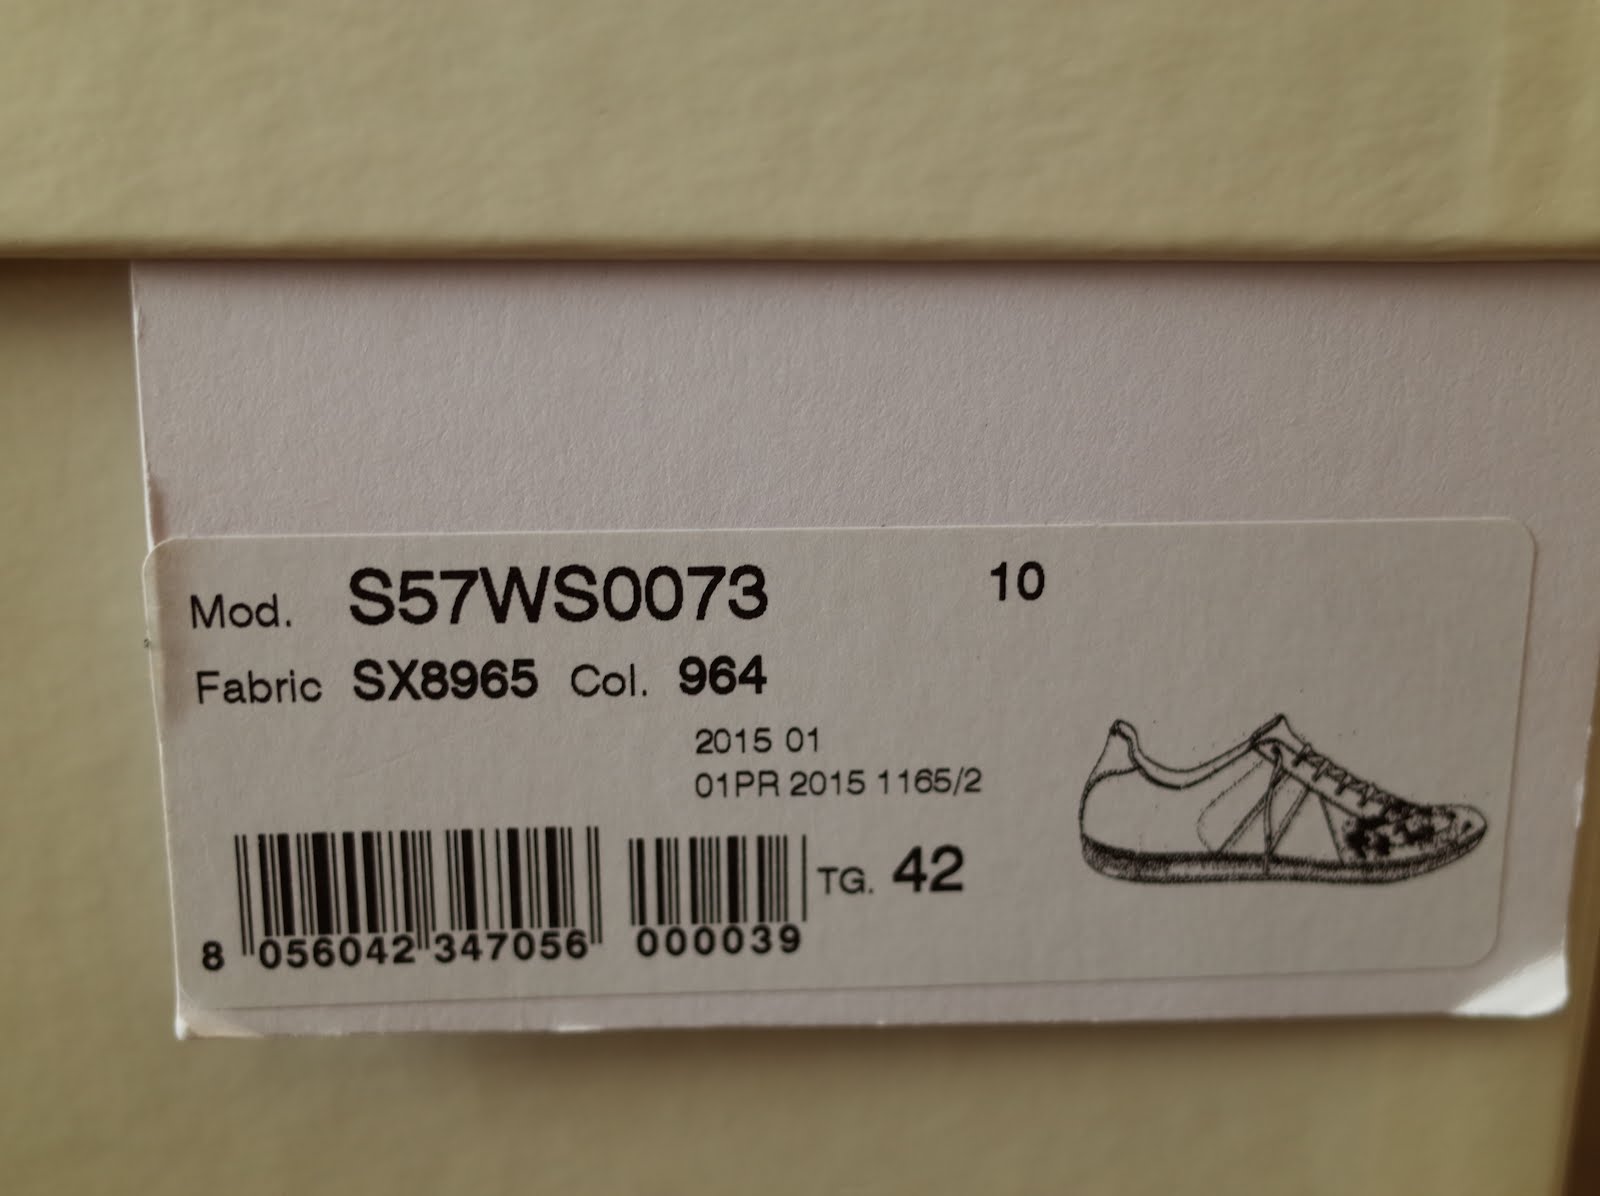 Mod. S57WS0073 10
Fabric SX8965 Col. 964
2015 01
01PR 2015 1165/2
TG. 42
8 056042 347056 000039